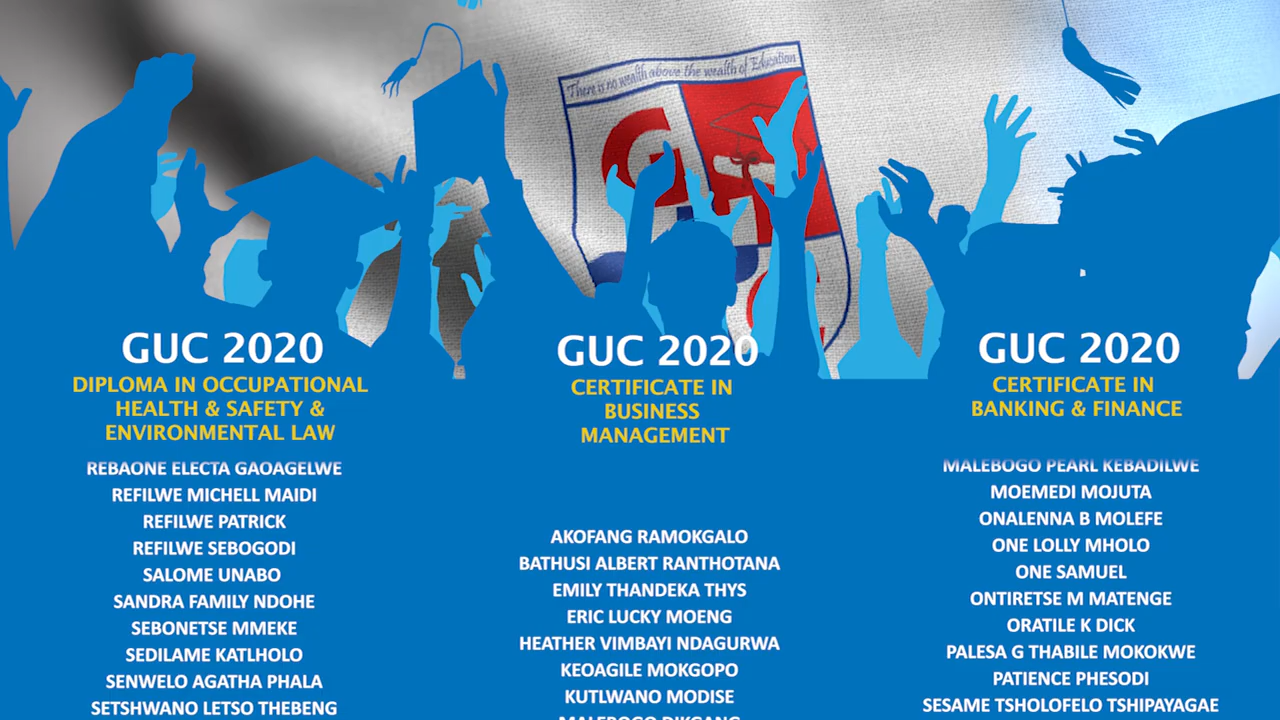 There is no wealth above the wealth of Education
G
GUC 2020
DIPLOMA IN OCCUPATIONAL
HEALTH & SAFETY &
ENVIRONMENTAL LAW
REBAONE ELECTA GAOAGELWE
REFILWE MICHELL MAIDI
REFILWE PATRICK
REFILWE SEBOGODI
SALOME UNABO
SANDRA FAMILY NDOHE
SEBONETSE MMEKE
SEDILAME KATLHOLO
SENWELO AGATHA PHALA
SETSHWANO LETSO THEBENG
GUC 2020
CERTIFICATE IN
BUSINESS
MANAGEMENT
AKOFANG RAMOKGALO
BATHUSI ALBERT RANTHOTANA
EMILY THANDEKA THYS
ERIC LUCKY MOENG
HEATHER VIMBAYI NDAGURWA
KEOAGILE MOKGOPO
KUTLWANO MODISE
MALEBOGO DIKGANG
GUC 2020
CERTIFICATE IN
BANKING & FINANCE
MALEBOGO PEARL KEBADILWE
MOEMEDI MOJUTA
ONALENNA B MOLEFE
ONE LOLLY MHOLO
ONE SAMUEL
ONTIRETSE M MATENGE
ORATILE K DICK
PALESA G THABILE MOKOKWE
PATIENCE PHESODI
SESAME TSHOLOFELO TSHIPAYAGAE